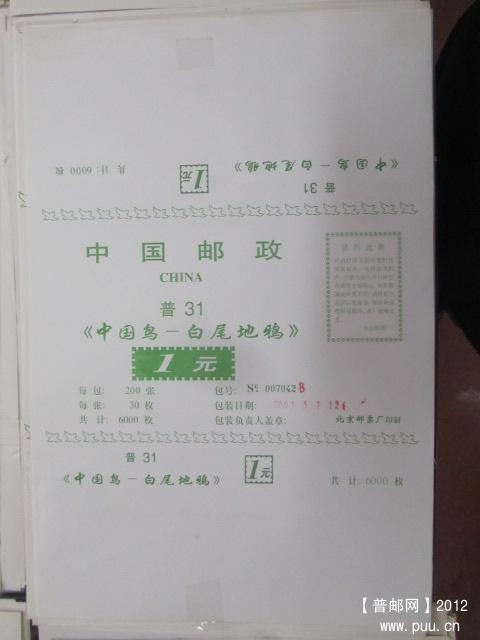 共计:6000 枚
1元
《中国鸟－白尾地鸦》
普 31
中国邮政
CHINA
普 31
《中国鸟－白尾地鸦》
1 元
每 包: 200 张
包号: № 007042 B
每 张: 30 枚
包装日期:
共 计: 6000 枚
包装负责人盖章:
北京邮票厂印制
普 31
《中国鸟－白尾地鸦》
1元
共 计:6000 枚
【普邮网】2012
www.puu.cn